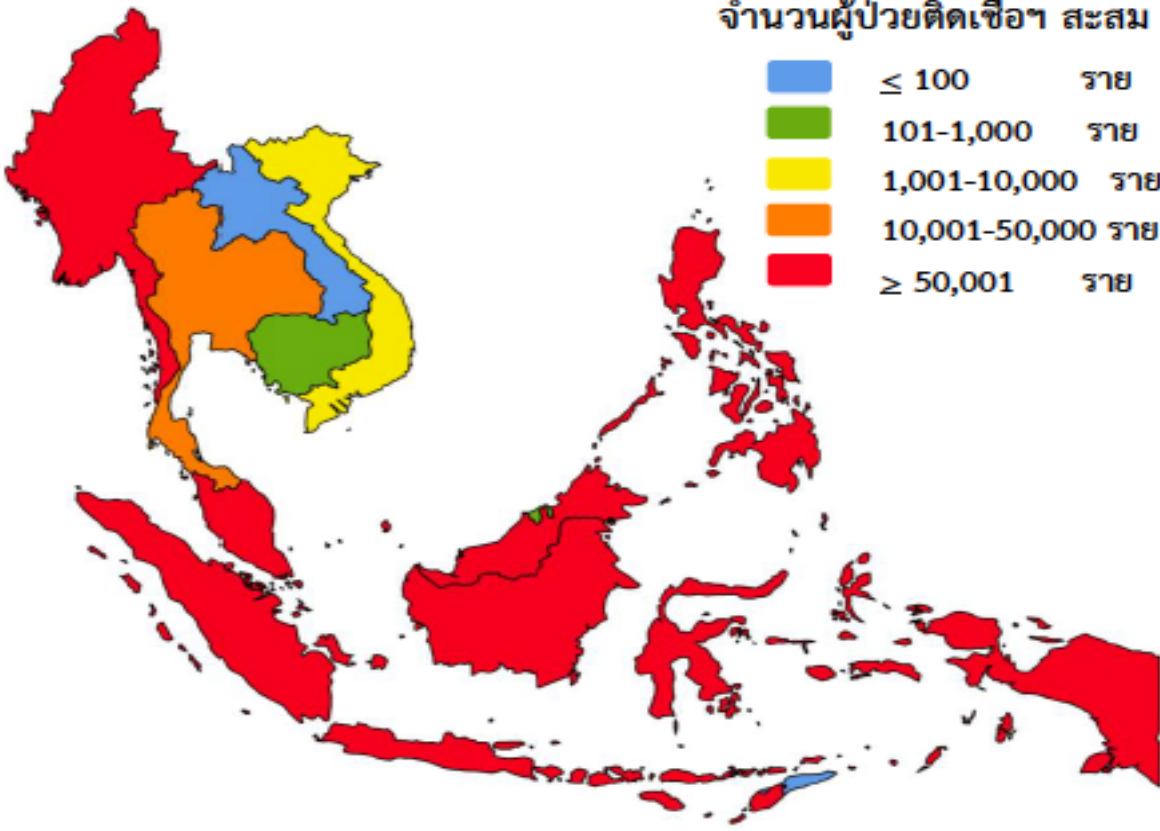 จำนวนผู้ป่วยติดเชื้อฯ สะสม
≤ 100 ราย
101-1,000 ราย
1,001-10,000 ราย
10,001-50,000 ราย
≥ 50,001 ราย